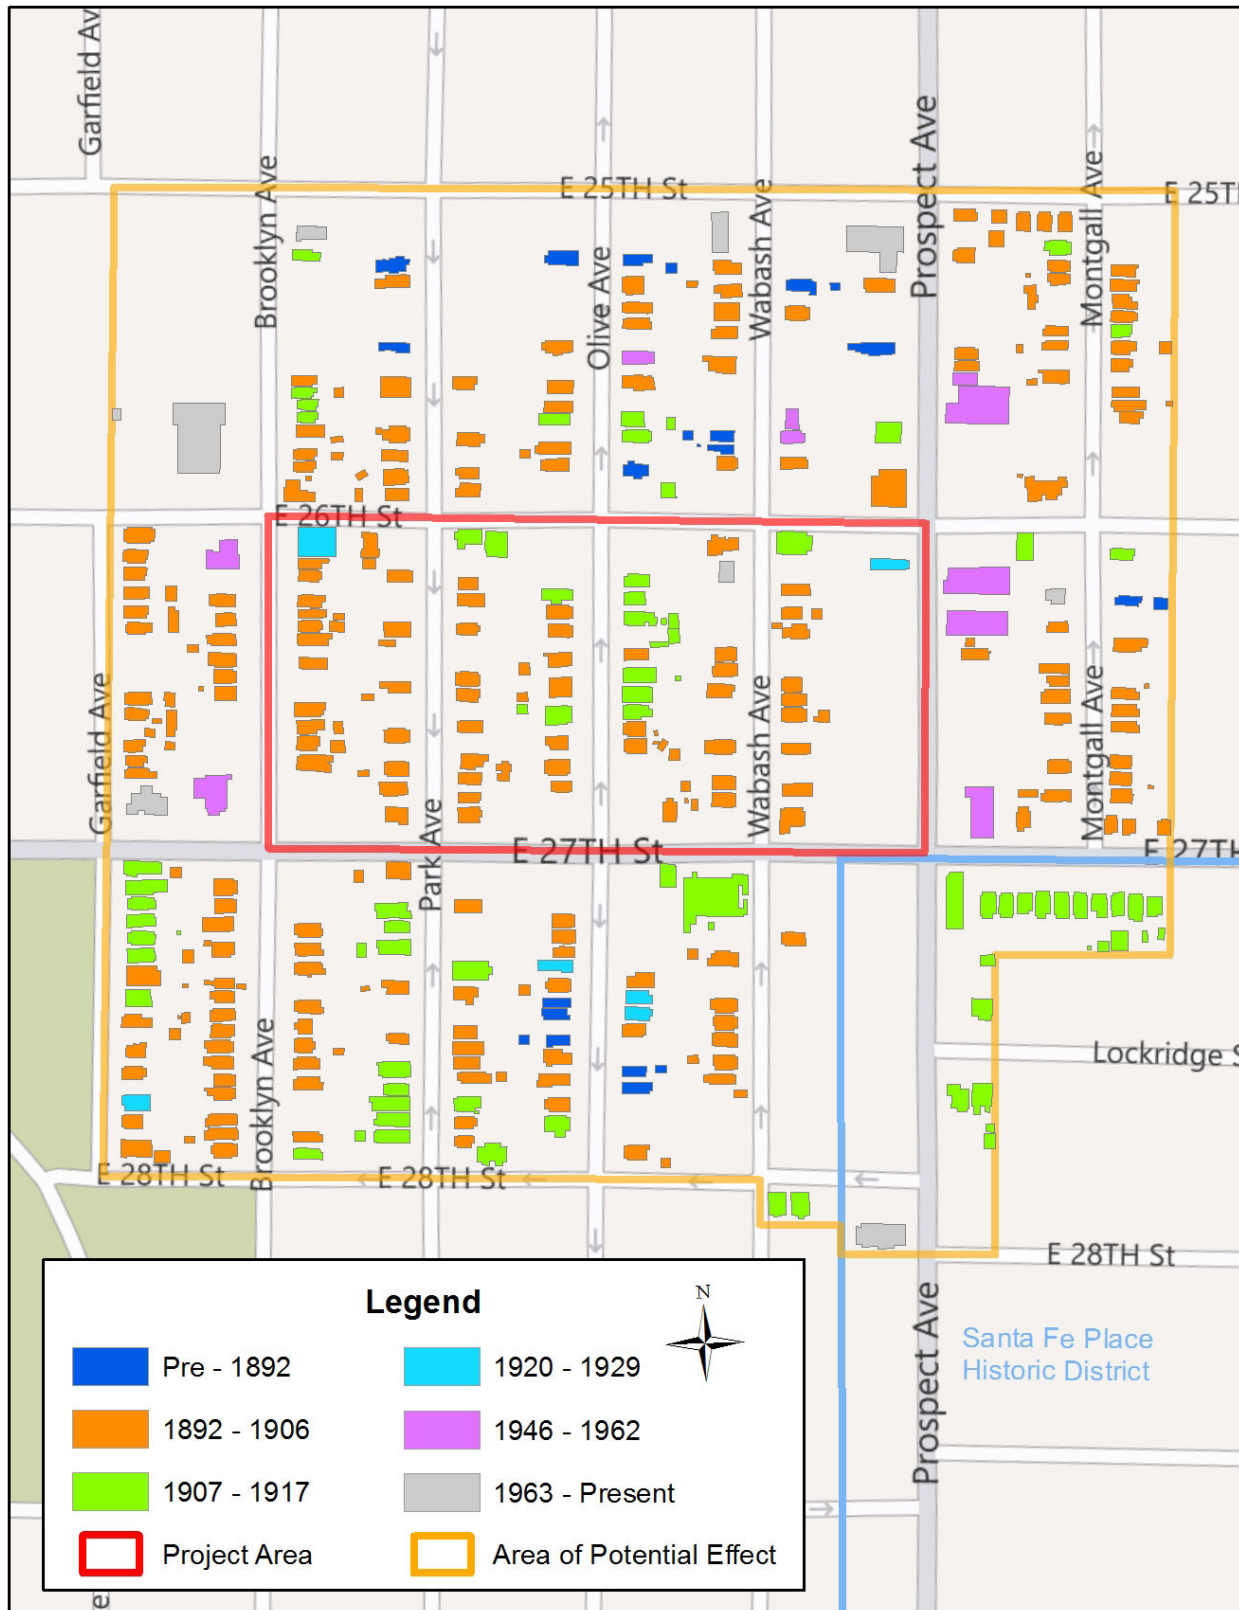 Garfield Av
Brooklyn Ave
E 25TH St
Olive Ave
Wabash Ave
Prospect Ave
Montgall Ave
E 25T
E 26TH St
Garfield Ave
Park Ave
Wabash Ave
Montgall Ave
E 27TH St
E 27TH
Brooklyn Ave
Lockridge S
E 28TH St
E 28TH St
E 28TH St
Prospect Ave
Santa Fe Place
Historic District
Legend
N
Pre - 1892
1920 - 1929
1892 - 1906
1946 - 1962
1907 - 1917
1963 - Present
Project Area
Area of Potential Effect